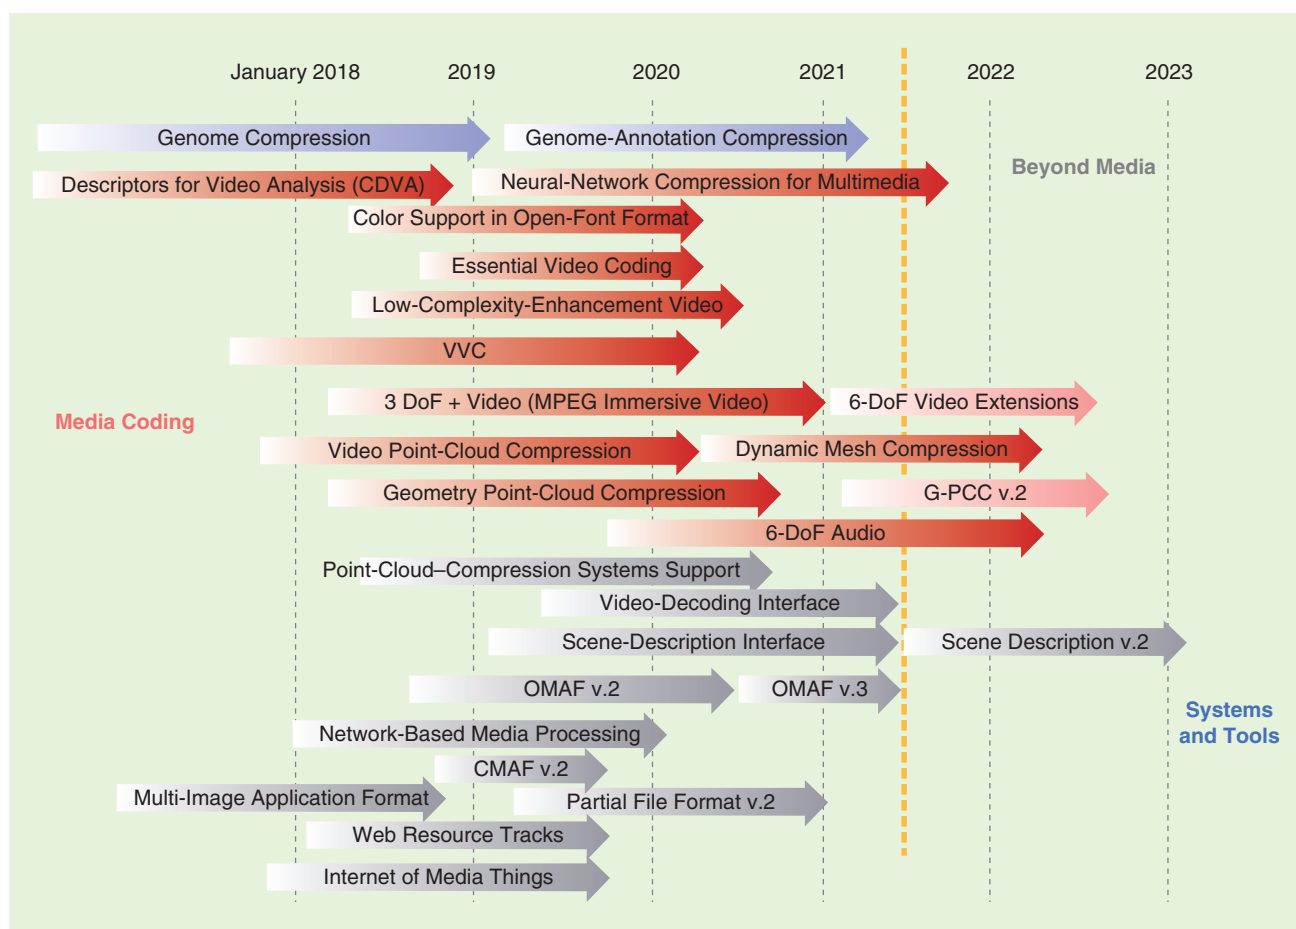 January 2018
2019
2020
2021
2022
2023
Genome Compression
Genome-Annotation Compression
Beyond Media
Descriptors for Video Analysis (CDVA)
Neural-Network Compression for Multimedia
Color Support in Open-Font Format
Essential Video Coding
Low-Complexity-Enhancement Video
VVC
3 DoF + Video (MPEG Immersive Video)
6-DoF Video Extensions
Media Coding
Video Point-Cloud Compression
Dynamic Mesh Compression
Geometry Point-Cloud Compression
G-PCC v.2
6-DoF Audio
Point-Cloud–Compression Systems Support
Video-Decoding Interface
Scene-Description Interface
Scene Description v.2
OMAF v.2
OMAF v.3
Systems
and Tools
Network-Based Media Processing
CMAF v.2
Multi-Image Application Format
Partial File Format v.2
Web Resource Tracks
Internet of Media Things